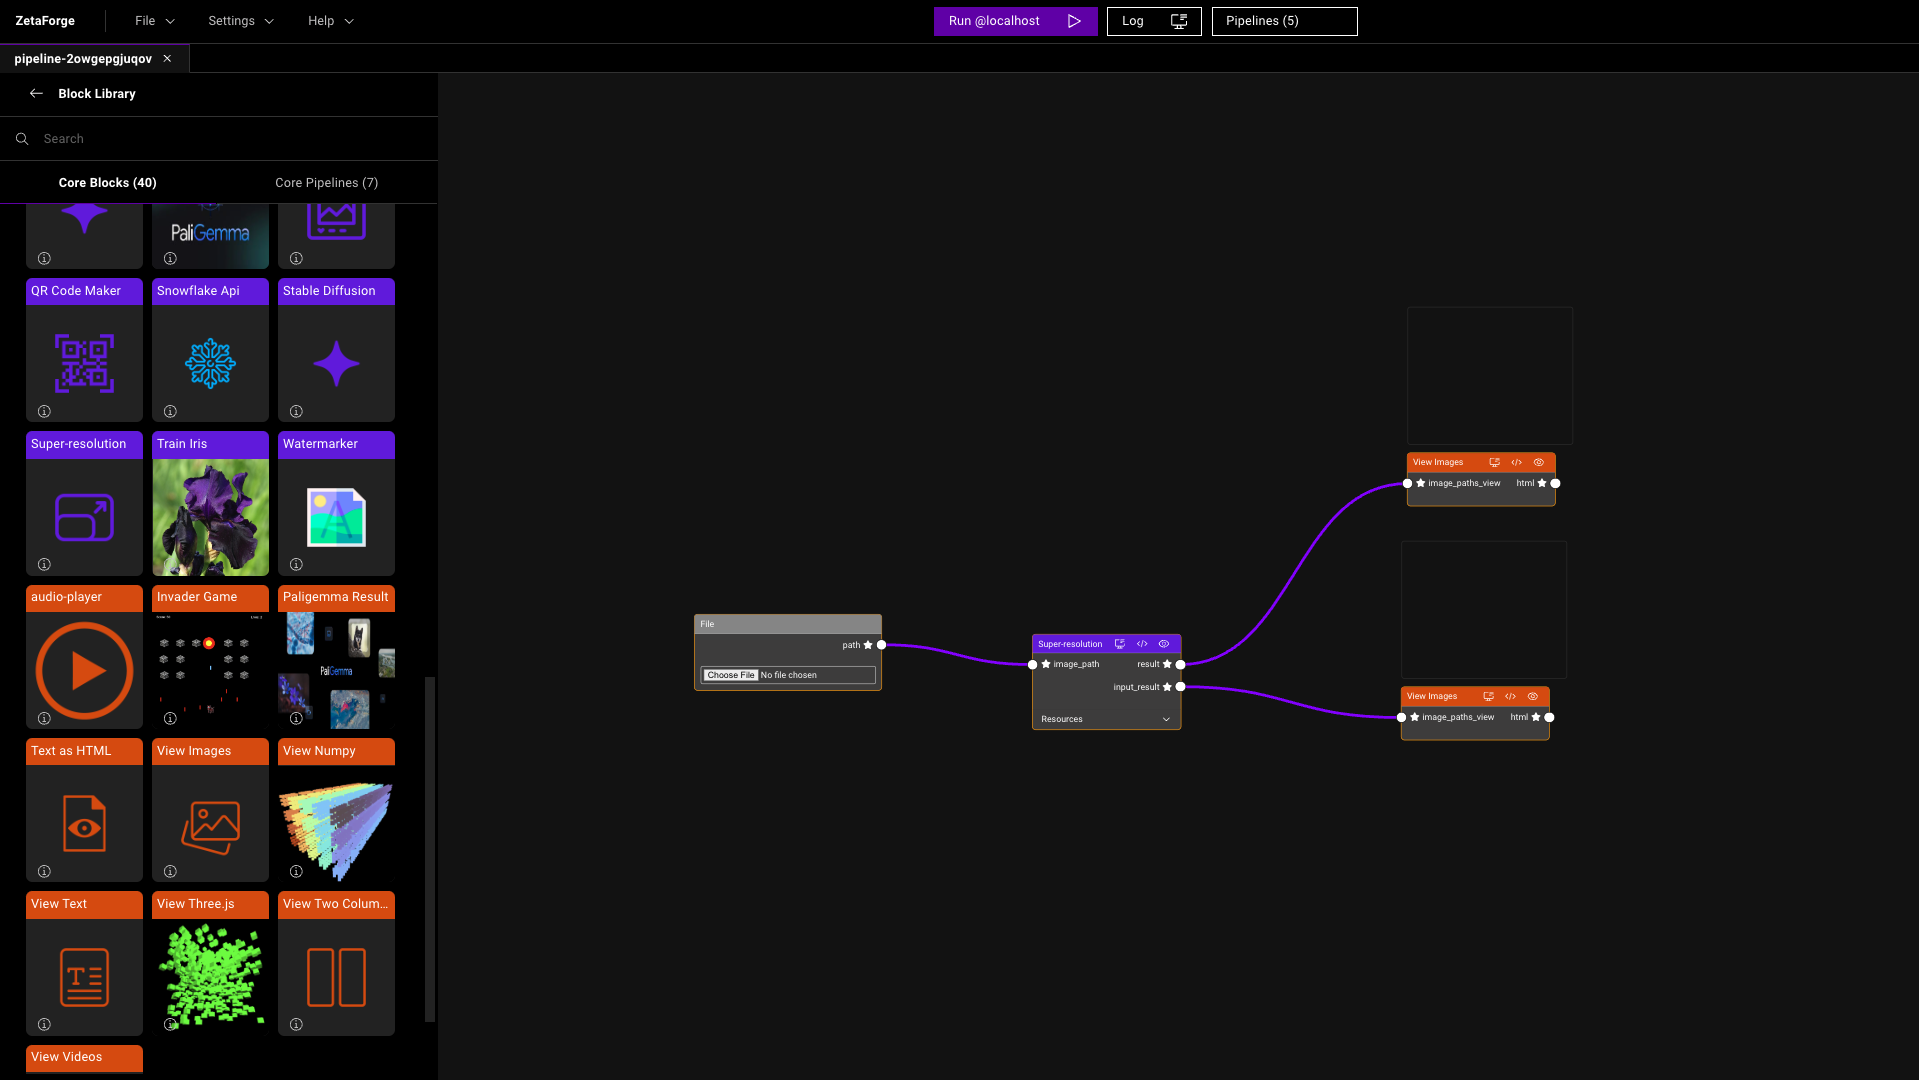 ZetaForge File Settings Help Run @localhost Log Pipelines (5)
pipeline-2owgepgjuqov
Block Library
Search
Core Blocks (40) Core Pipelines (7)
PaliGemma
QR Code Maker Snowflake Api Stable Diffusion
Super-resolution Train Iris Watermarker
audio-player Invader Game Paligemma Result
PaliGemma
Text as HTML View Images View Numpy
View Text View Three.js View Two Colum...
View Videos
File
path
Choose File No file chosen
Super-resolution
image_path result
input_result
Resources
View Images
image_paths_view html
View Images
image_paths_view html